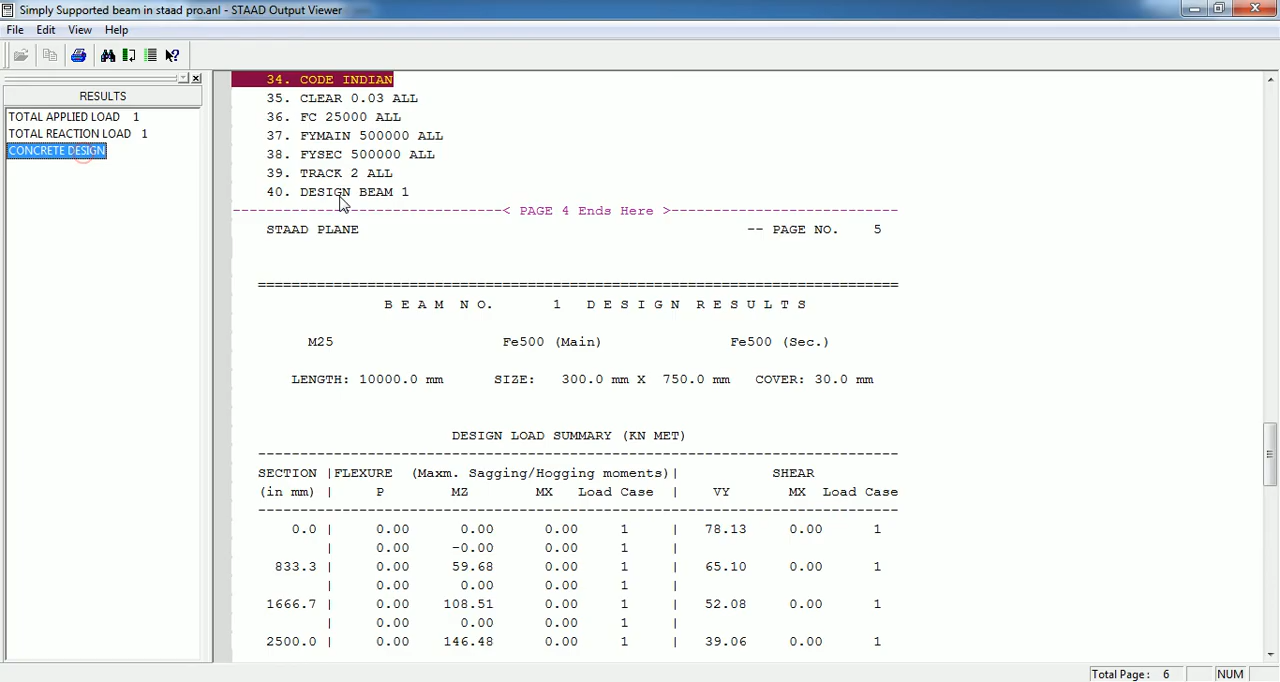 Simply Supported beam in staad pro.anl - STAAD Output Viewer
File Edit View Help
RESULTS
TOTAL APPLIED LOAD 1
TOTAL REACTION LOAD 1
CONCRETE DESIGN
34. CODE INDIAN
35. CLEAR 0.03 ALL
36. FC 25000 ALL
37. FYMAIN 500000 ALL
38. FYSEC 500000 ALL
39. TRACK 2 ALL
40. DESIGN BEAM 1
< PAGE 4 Ends Here >
STAAD PLANE -- PAGE NO. 5
B E A M N O. 1 D E S I G N R E S U L T S
M25 Fe500 (Main) Fe500 (Sec.)
LENGTH: 10000.0 mm SIZE: 300.0 mm X 750.0 mm COVER: 30.0 mm
DESIGN LOAD SUMMARY (KN MET)
SECTION |FLEXURE (Maxm. Sagging/Hogging moments)| SHEAR
(in mm) | P MZ MX Load Case | VY MX Load Case
0.0 | 0.00 0.00 0.00 1 | 78.13 0.00 1
| 0.00 -0.00 0.00 1 |
833.3 | 0.00 59.68 0.00 1 | 65.10 0.00 1
| 0.00 0.00 0.00 1 |
1666.7 | 0.00 108.51 0.00 1 | 52.08 0.00 1
| 0.00 0.00 0.00 1 |
2500.0 | 0.00 146.48 0.00 1 | 39.06 0.00 1
Total Page: 6 NUM